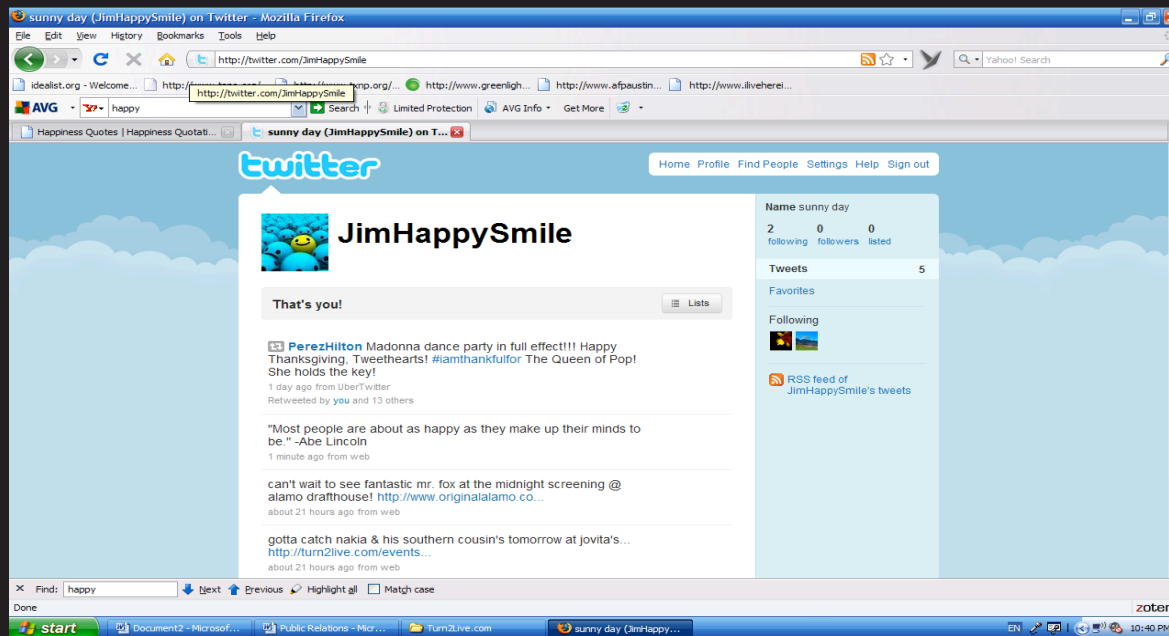 sunny day (JimHappySmile) on Twitter - Mozilla Firefox
File Edit View History Bookmarks Tools Help
http://twitter.com/JimHappySmile
Yahoo! Search
idealist.org - Welcome... http://www.tnpo.org/... http://www.txnp.org/... http://www.greenligh... http://www.afpaustin... http://www.iliveherei...
http://twitter.com/JimHappySmile
AVG happy Search Limited Protection AVG Info Get More
Happiness Quotes | Happiness Quotati... sunny day (JimHappySmile) on T...
twitter
Home Profile Find People Settings Help Sign out
JimHappySmile
That's you!
Lists
PerezHilton Madonna dance party in full effect!!! Happy
Thanksgiving, Tweethearts! #iamthankfulfor The Queen of Pop!
She holds the key!
1 day ago from UberTwitter
Retweeted by you and 13 others
"Most people are about as happy as they make up their minds to
be." -Abe Lincoln
1 minute ago from web
can't wait to see fantastic mr. fox at the midnight screening @
alamo drafthouse! http://www.originalalamo.co...
about 21 hours ago from web
gotta catch nakia & his southern cousin's tomorrow at jovita's...
http://turn2live.com/events...
about 21 hours ago from web
Name sunny day
2 0 0
following followers listed
Tweets 5
Favorites
Following
RSS feed of
JimHappySmile's tweets
Find: happy Next Previous Highlight all Match case
Done
zoter
start Document2 - Microsof... Public Relations - Micr... Turn2Live.com sunny day (JimHappy... EN 10:40 PM